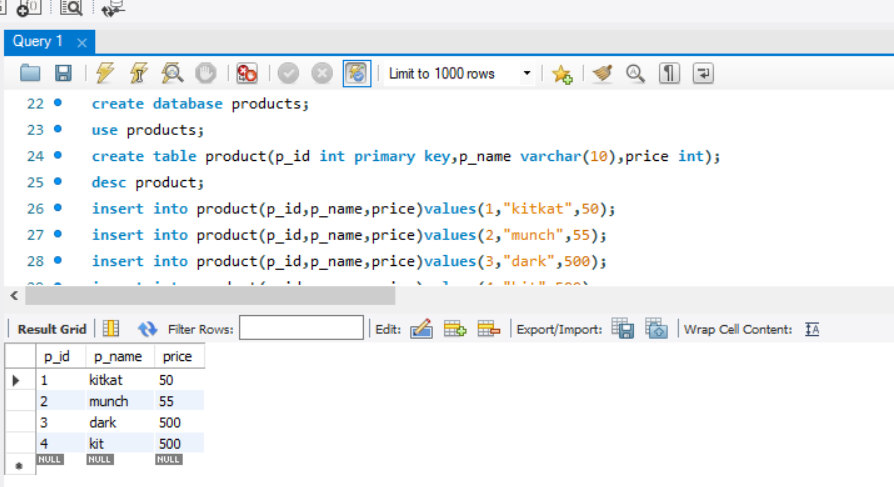 Query 1
Limit to 1000 rows
22 create database products;
23 use products;
24 create table product(p_id int primary key,p_name varchar(10),price int);
25 desc product;
26 insert into product(p_id,p_name,price)values(1,"kitkat",50);
27 insert into product(p_id,p_name,price)values(2,"munch",55);
28 insert into product(p_id,p_name,price)values(3,"dark",500);
Result Grid Filter Rows: Edit: Export/Import: Wrap Cell Content:
p_id p_name price
1 kitkat 50
2 munch 55
3 dark 500
4 kit 500
NULL NULL NULL